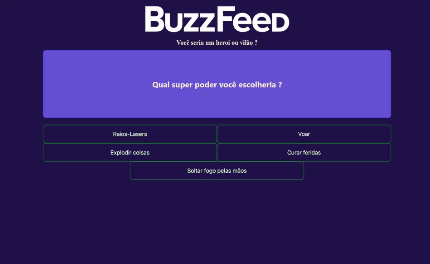 BuzzFeed
Você seria um heroi ou vilão ?
Qual super poder você escolheria ?
Raios-Lasers
Voar
Explodir coisas
Curar feridas
Soltar fogo pelas mãos